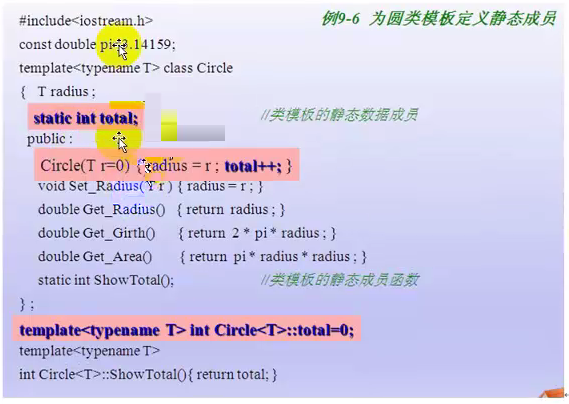 例9-6 为圆类模板定义静态成员
#include<iostream.h>
const double pi=3.14159;
template<typename T> class Circle
{ T radius ;
static int total; //类模板的静态数据成员
public :
Circle(T r=0) { radius = r ; total++; }
void Set_Radius( T r ) { radius = r ; }
double Get_Radius() { return radius ; }
double Get_Girth() { return 2 * pi * radius ; }
double Get_Area() { return pi * radius * radius ; }
static int ShowTotal(); //类模板的静态成员函数
} ;
template<typename T> int Circle<T>::total=0;
template<typename T>
int Circle<T>::ShowTotal(){ return total; }